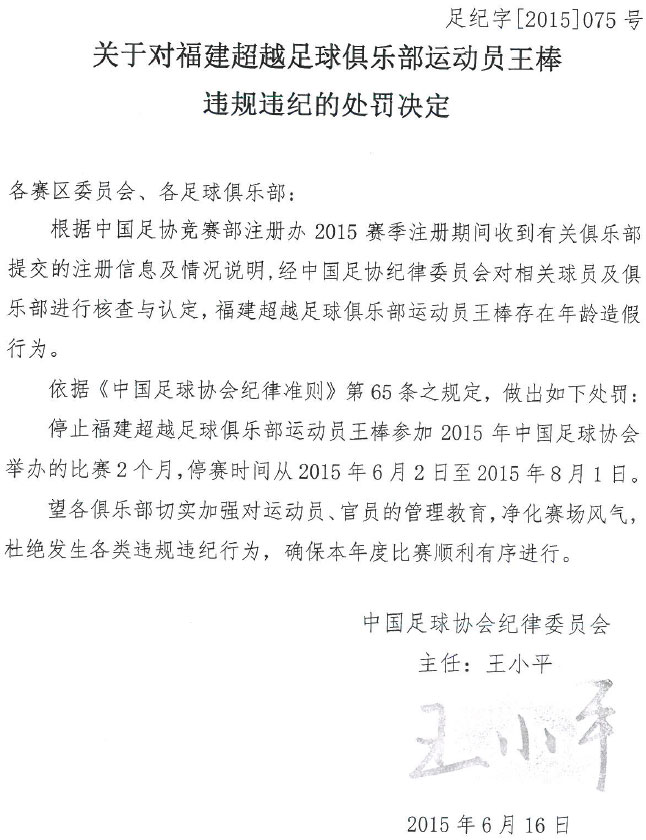 足纪字[2015]075号
关于对福建超越足球俱乐部运动员王棒
违规违纪的处罚决定
各赛区委员会、各足球俱乐部:
根据中国足协竞赛部注册办 2015 赛季注册期间收到有关俱乐部
提交的注册信息及情况说明,经中国足协纪律委员会对相关球员及俱
乐部进行核查与认定,福建超越足球俱乐部运动员王棒存在年龄造假
行为。
依据《中国足球协会纪律准则》第 65 条之规定，做出如下处罚:
停止福建超越足球俱乐部运动员王棒参加 2015 年中国足球协会
举办的比赛 2 个月,停赛时间从 2015 年 6 月 2 日至 2015 年 8 月 1 日。
望各俱乐部切实加强对运动员、官员的管理教育,净化赛场风气,
杜绝发生各类违规违纪行为，确保本年度比赛顺利有序进行。
中国足球协会纪律委员会
主任: 王小平
王小平
2015 年 6 月 16 日